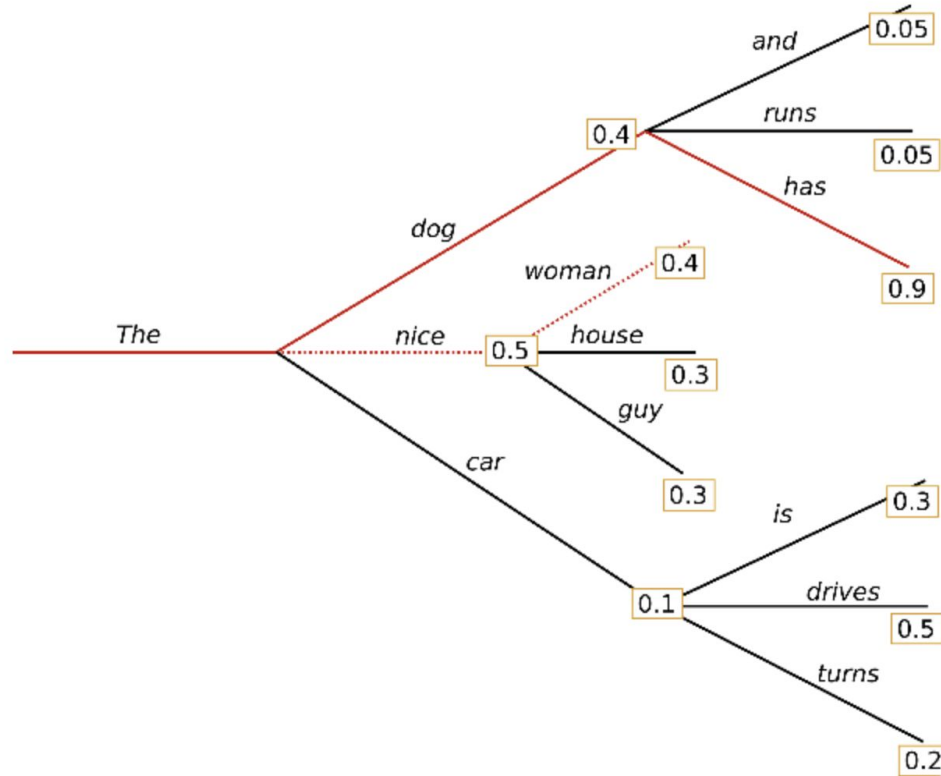 and
0.05
runs
0.4
0.05
has
dog
woman
0.4
0.9
The
nice
0.5
house
0.3
guy
car
0.3
is
0.3
drives
0.1
0.5
turns
0.2